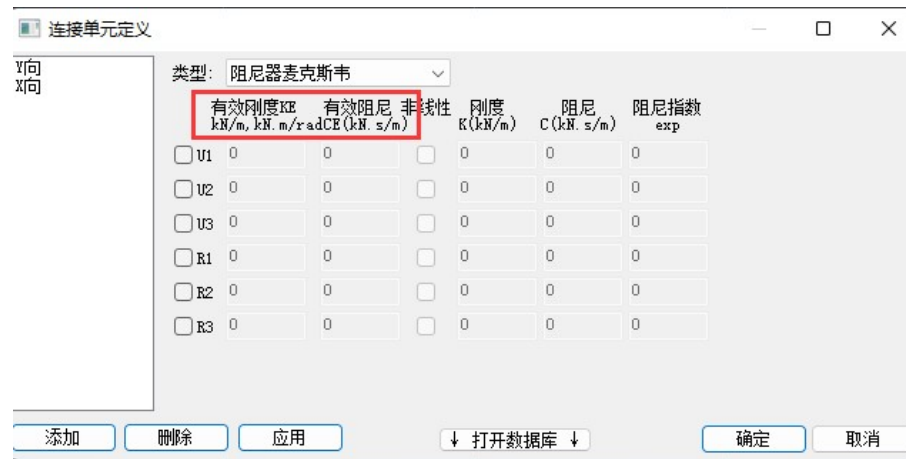 连接单元定义
Y向
X向
类型: 阻尼器麦克斯韦
有效刚度KE 有效阻尼 非线性 刚度 阻尼 阻尼指数
kN/m,kN.m/radCE(kN.s/m) K(kN/m) C(kN.s/m) exp
U1 0 0 0 0 0
U2 0 0 0 0 0
U3 0 0 0 0 0
R1 0 0 0 0 0
R2 0 0 0 0 0
R3 0 0 0 0 0
添加 删除 应用 ↓ 打开数据库 ↓ 确定 取消